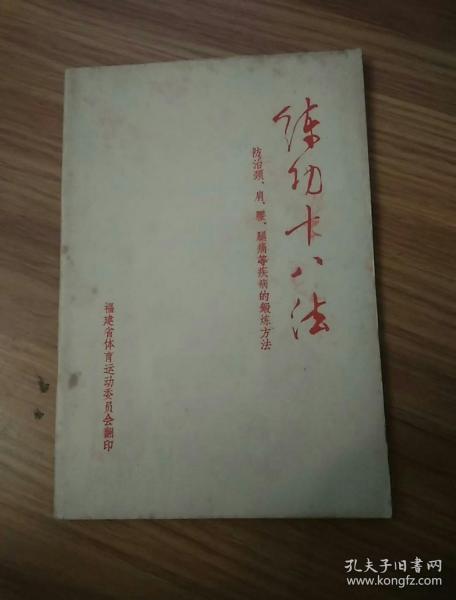 练功十八法
防治颈、肩、腰、腿痛等疾病的锻炼方法
福建省体育运动委员会翻印
孔夫子旧书网
www.kongfz.com